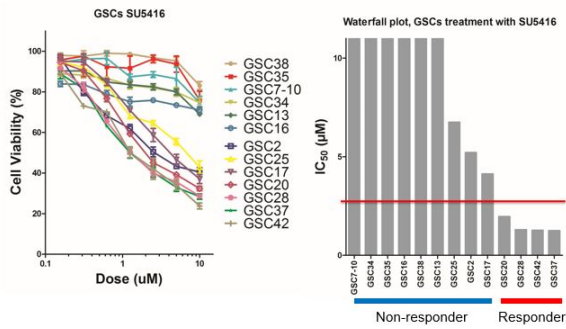 GSCs SU5416
Cell Viability (%)
100
80
60
40
20
0
0.1
1
10
Dose (uM)
GSC38
GSC35
GSC7-10
GSC34
GSC13
GSC16
GSC2
GSC25
GSC17
GSC20
GSC28
GSC37
GSC42
Waterfall plot, GSCs treatment with SU5416
IC50 (μM)
10
5
0
GSC7-10
GSC34
GSC35
GSC16
GSC38
GSC13
GSC25
GSC2
GSC17
GSC20
GSC28
GSC42
GSC37
Non-responder
Responder